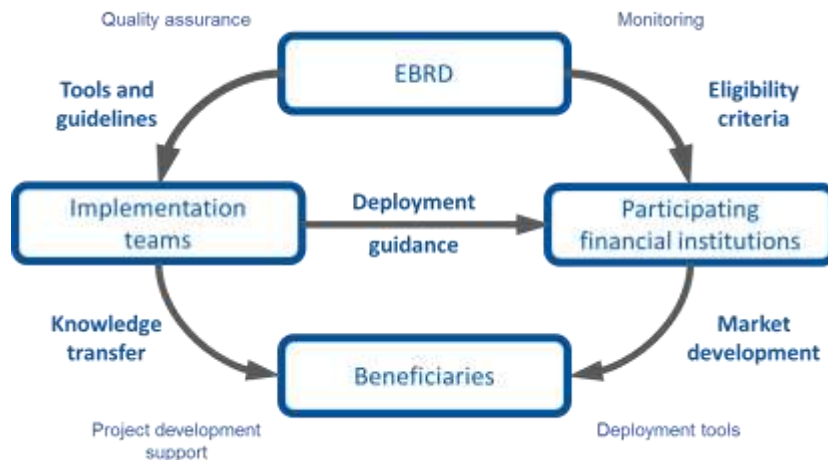 Quality assurance
Monitoring
EBRD
Tools and
guidelines
Eligibility
criteria
Implementation
teams
Deployment
guidance
Participating
financial institutions
Knowledge
transfer
Market
development
Beneficiaries
Project development
support
Deployment tools